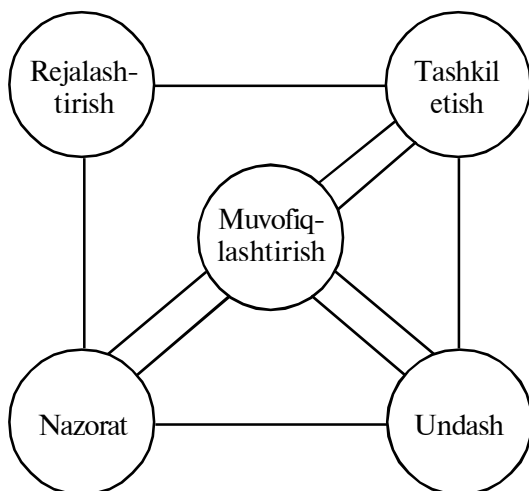 Rejalash-
tirish
Tashkil
etish
Muvofiq-
lashtirish
Nazorat
Undash